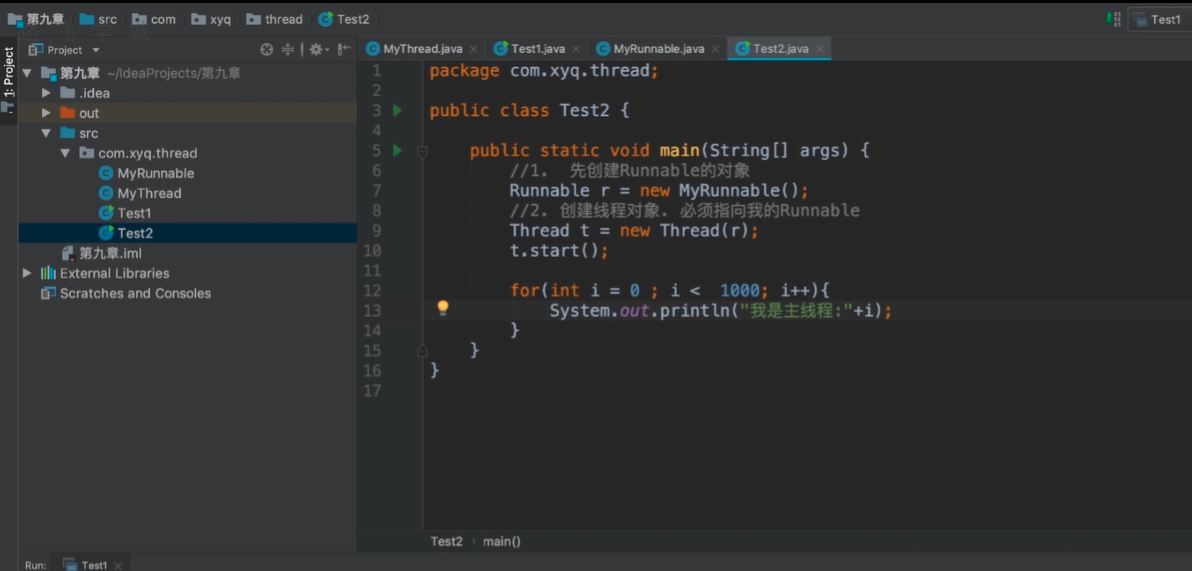 第九章 src com xyq thread Test2 Test1
Project
MyThread.java Test1.java MyRunnable.java Test2.java
1: Project
第九章 ~/IdeaProjects/第九章
.idea
out
src
com.xyq.thread
MyRunnable
MyThread
Test1
Test2
第九章.iml
External Libraries
Scratches and Consoles
1 package com.xyq.thread;
2
3 public class Test2 {
4
5 public static void main(String[] args) {
6 //1. 先创建Runnable的对象
7 Runnable r = new MyRunnable();
8 //2. 创建线程对象. 必须指向我的Runnable
9 Thread t = new Thread(r);
10 t.start();
11
12 for(int i = 0 ; i < 1000; i++){
13 System.out.println("我是主线程:"+i);
14 }
15 }
16 }
17
Test2 main()
Run: Test1